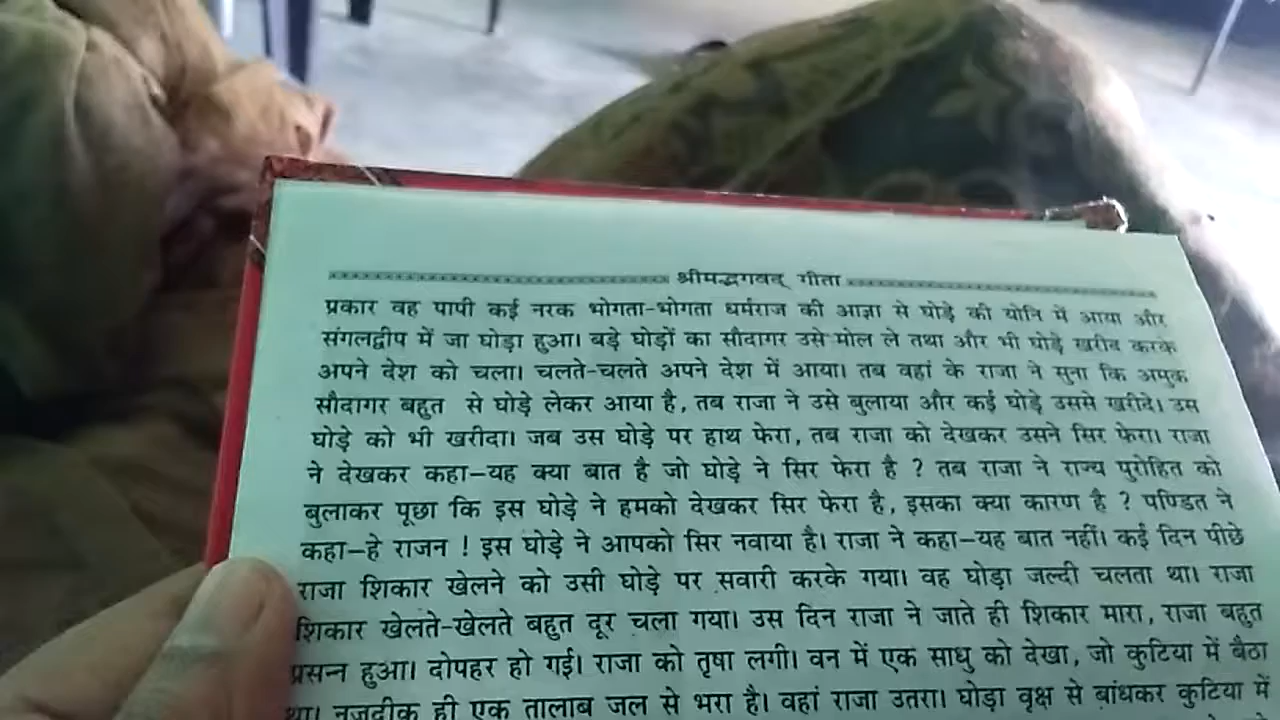 श्रीमद्भगवद् गीता
प्रकार वह पापी कई नरक भोगता-भोगता धर्मराज की आज्ञा से घोड़े की योनि में आया और
संगलद्वीप में जा घोड़ा हुआ। बड़े घोड़ों का सौदागर उसे मोल ले तथा और भी घोड़े खरीद करके
अपने देश को चला। चलते-चलते अपने देश में आया। तब वहां के राजा ने सुना कि अमुक
सौदागर बहुत से घोड़े लेकर आया है, तब राजा ने उसे बुलाया और कई घोड़े उससे खरीदे। उस
घोड़े को भी खरीदा। जब उस घोड़े पर हाथ फेरा, तब राजा को देखकर उसने सिर फेरा। राजा
ने देखकर कहा—यह क्या बात है जो घोड़े ने सिर फेरा है ? तब राजा ने राज्य पुरोहित को
बुलाकर पूछा कि इस घोड़े ने हमको देखकर सिर फेरा है, इसका क्या कारण है ? पण्डित ने
कहा—हे राजन ! इस घोड़े ने आपको सिर नवाया है। राजा ने कहा—यह बात नहीं। कई दिन पीछे
राजा शिकार खेलने को उसी घोड़े पर सवारी करके गया। वह घोड़ा जल्दी चलता था। राजा
शिकार खेलते-खेलते बहुत दूर चला गया। उस दिन राजा ने जाते ही शिकार मारा, राजा बहुत
प्रसन्न हुआ। दोपहर हो गई। राजा को तृषा लगी। वन में एक साधु को देखा, जो कुटिया में बैठा
था। नजदीक ही एक तालाब जल से भरा है। वहां राजा उतरा। घोड़ा वृक्ष से बांधकर कुटिया में